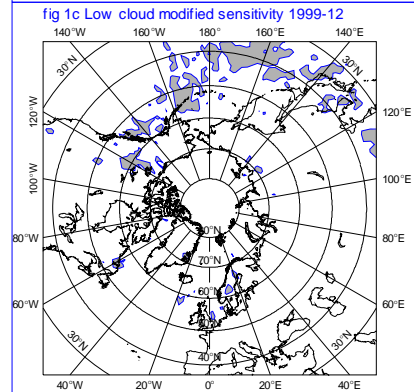 fig 1c Low cloud modified sensitivity 1999-12
140°W 160°W 180° 160°E 140°E
30°N 30°N
120°W 120°E
100°W 100°E
80°W 80°E
80°N
70°N
60°W 60°N 60°E
50°N
30°N 40°N 30°N
40°W 20°W 0° 20°E 40°E